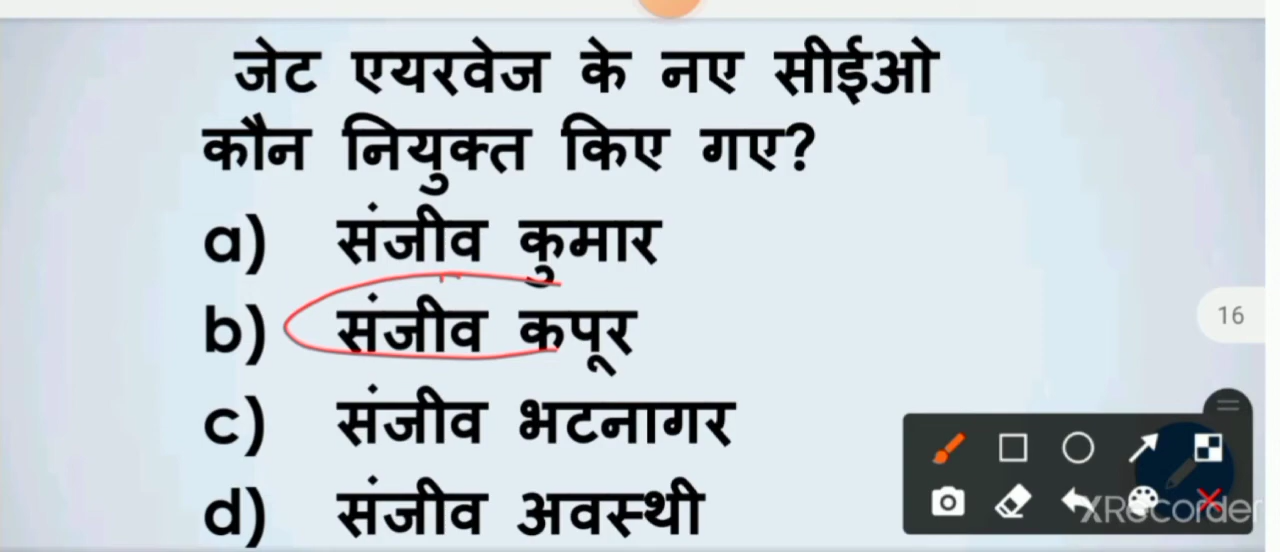 जेट एयरवेज के नए सीईओ
कौन नियुक्त किए गए?
a) संजीव कुमार
b) संजीव कपूर
c) संजीव भटनागर
d) संजीव अवस्थी
16
XRecorder